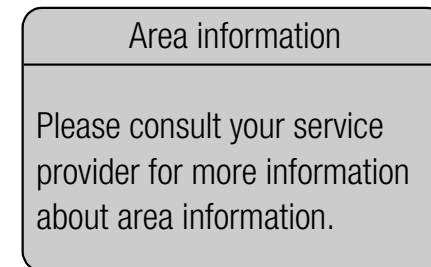 Area information
Please consult your service
provider for more information
about area information.